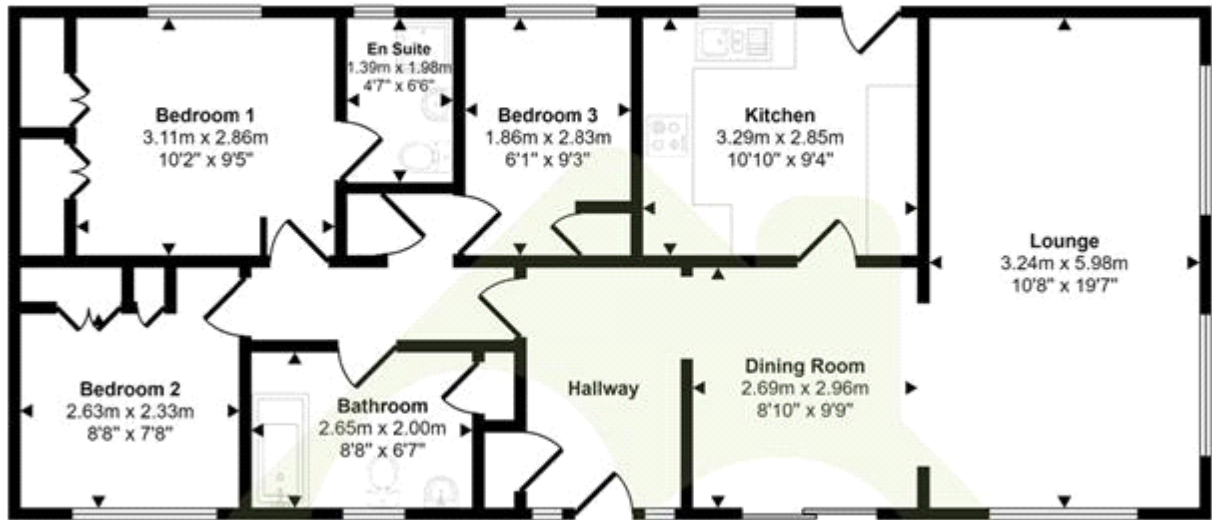 Bedroom 1
3.11m x 2.86m
10'2" x 9'5"
En Suite
1.39m x 1.98m
4'7" x 6'6"
Bedroom 3
1.86m x 2.83m
6'1" x 9'3"
Kitchen
3.29m x 2.85m
10'10" x 9'4"
Lounge
3.24m x 5.98m
10'8" x 19'7"
Bedroom 2
2.63m x 2.33m
8'8" x 7'8"
Bathroom
2.65m x 2.00m
8'8" x 6'7"
Hallway
Dining Room
2.69m x 2.96m
8'10" x 9'9"